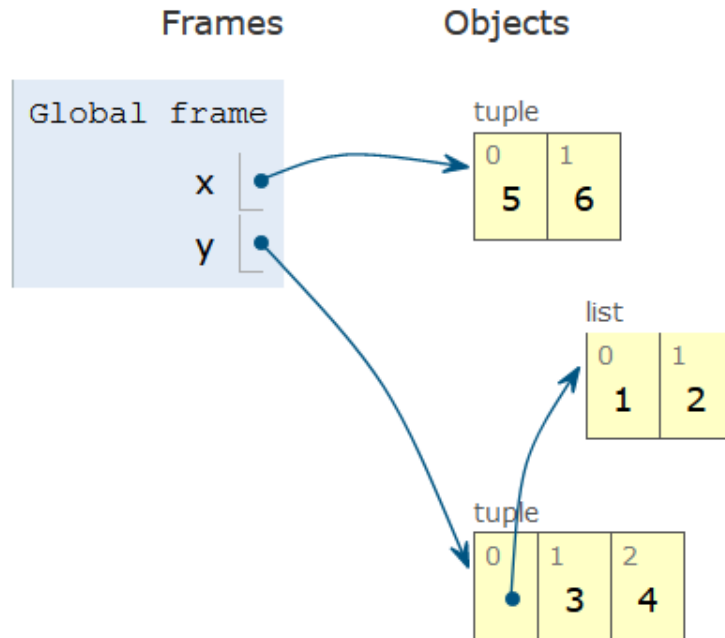 Frames Objects
Global frame
x
y
tuple
0 1
5 6
list
0 1
1 2
tuple
0 1 2
3 4